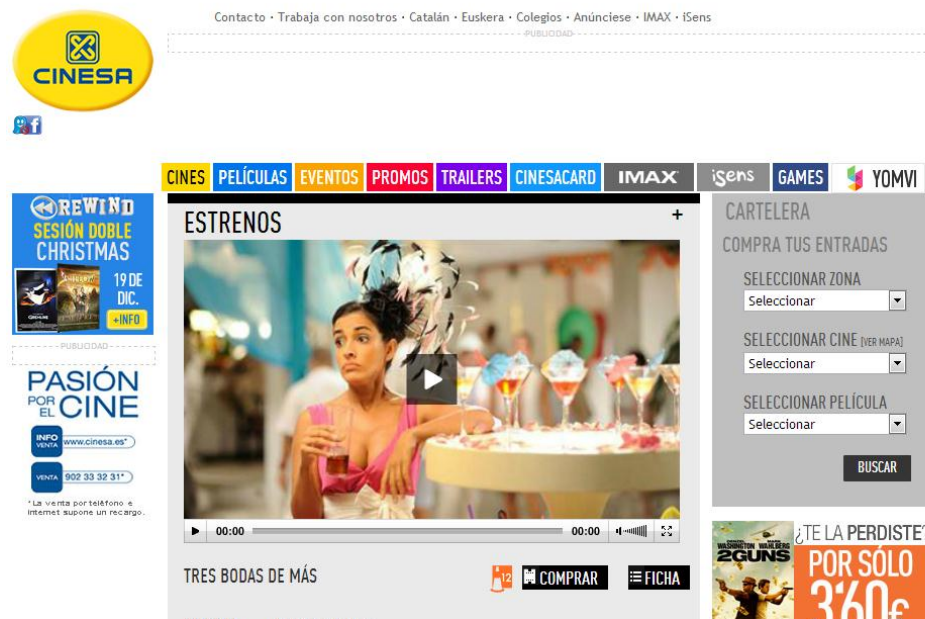 Contacto · Trabaja con nosotros · Catalán · Euskera · Colegios · Anúnciese · IMAX · iSens
PUBLICIDAD
CINESA
CINES PELÍCULAS EVENTOS PROMOS TRAILERS CINESACARD IMAX iSens GAMES YOMVI
REWIND
SESIÓN DOBLE
CHRISTMAS
19 DE
DIC.
+INFO
PUBLICIDAD
PASIÓN
POR EL CINE
INFO VENTA www.cinesa.es*
VENTA 902 33 32 31*
*La venta por teléfono e
internet supone un recargo.
ESTRENOS +
00:00 00:00
TRES BODAS DE MÁS 12 COMPRAR FICHA
CARTELERA
COMPRA TUS ENTRADAS
SELECCIONAR ZONA
Seleccionar
SELECCIONAR CINE [VER MAPA]
Seleccionar
SELECCIONAR PELÍCULA
Seleccionar
BUSCAR
WASHINGTON WAHLBERG
2GUNS
¿TE LA PERDISTE?
POR SÓLO
3'60€